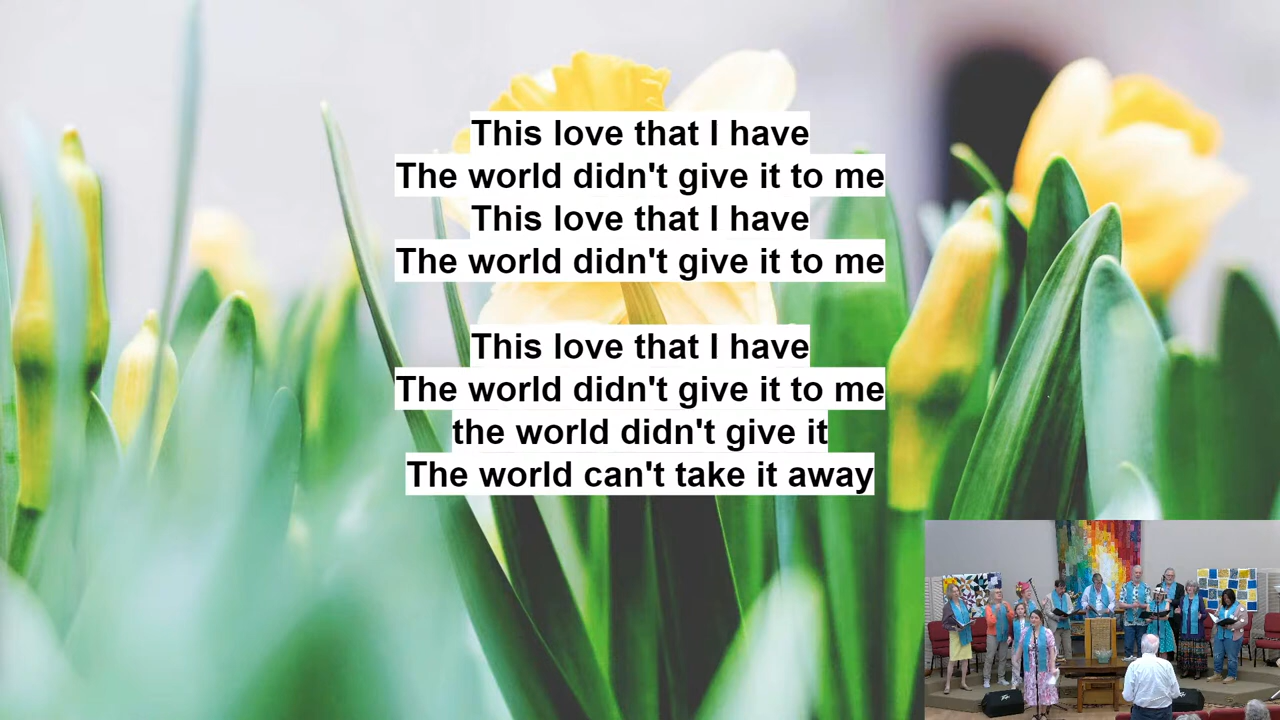 This love that I have
The world didn't give it to me
This love that I have
The world didn't give it to me
This love that I have
The world didn't give it to me
the world didn't give it
The world can't take it away